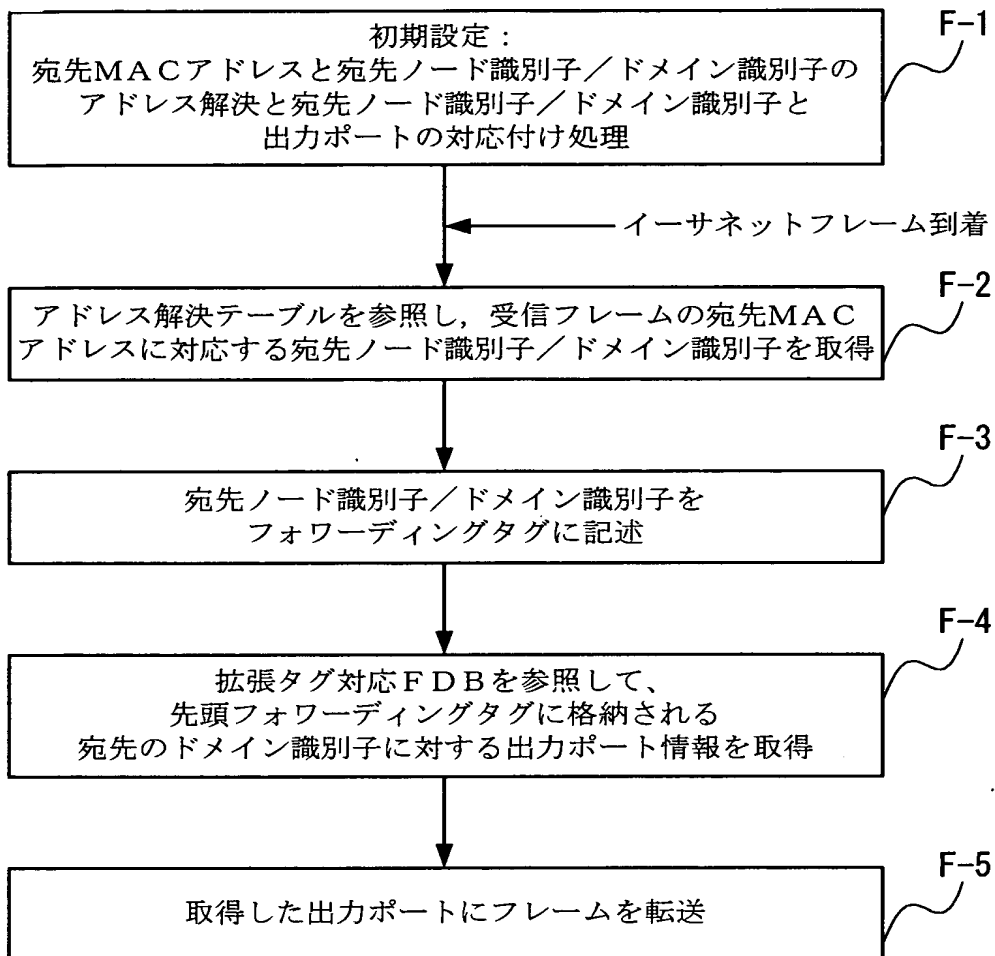 F-1
初期設定：
宛先ＭＡＣアドレスと宛先ノード識別子／ドメイン識別子の
アドレス解決と宛先ノード識別子／ドメイン識別子と
出力ポートの対応付け処理
イーサネットフレーム到着
F-2
アドレス解決テーブルを参照し，受信フレームの宛先ＭＡＣ
アドレスに対応する宛先ノード識別子／ドメイン識別子を取得
F-3
宛先ノード識別子／ドメイン識別子を
フォワーディングタグに記述
F-4
拡張タグ対応ＦＤＢを参照して、
先頭フォワーディングタグに格納される
宛先のドメイン識別子に対する出力ポート情報を取得
F-5
取得した出力ポートにフレームを転送